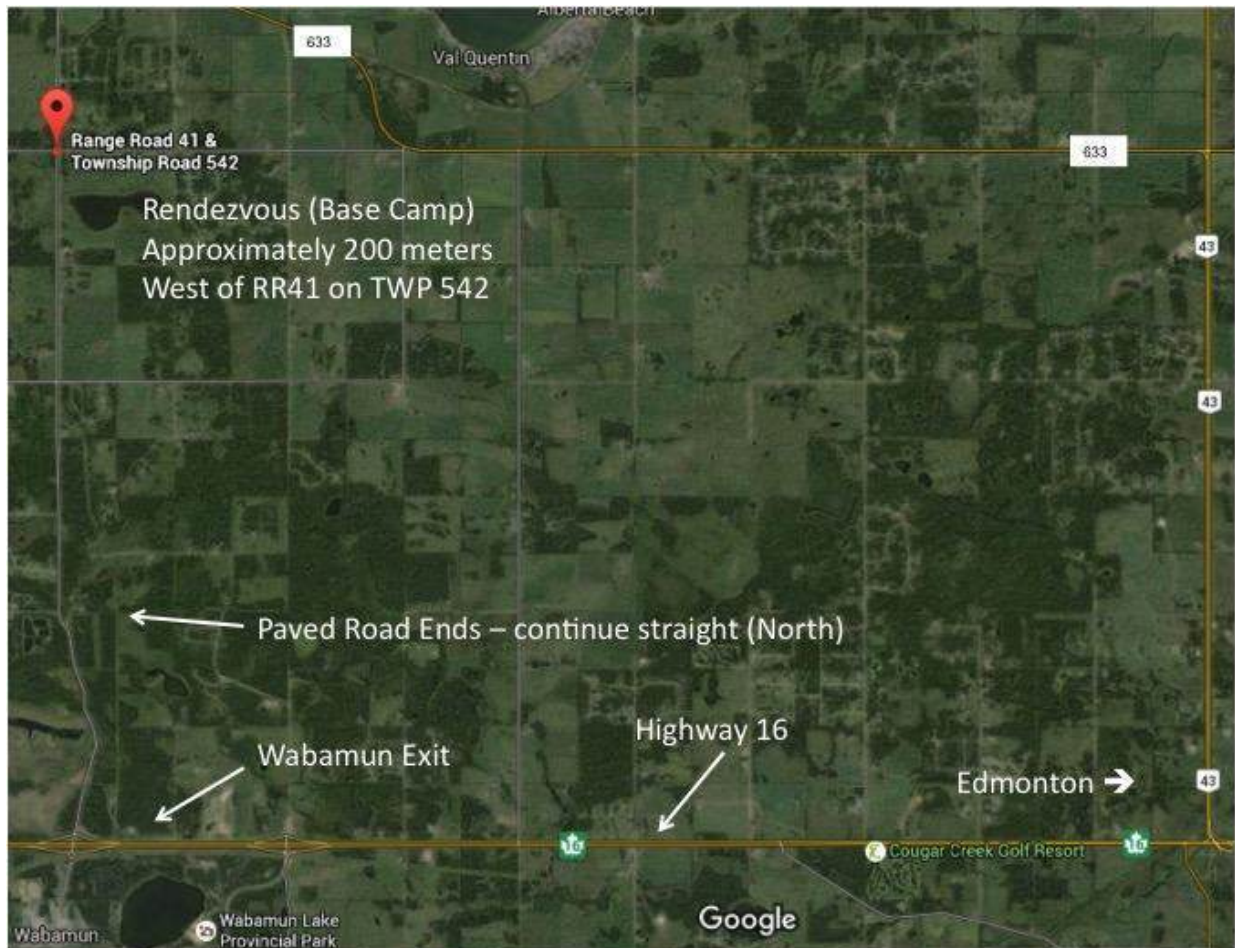 Alberta Beach
633
Val Quentin
Range Road 41 &
Township Road 542
633
Rendezvous (Base Camp)
Approximately 200 meters
West of RR41 on TWP 542
43
43
Paved Road Ends – continue straight (North)
Highway 16
Wabamun Exit
Edmonton ➔
43
16
16
Cougar Creek Golf Resort
Wabamun Lake
Provincial Park
Google
Wabamun